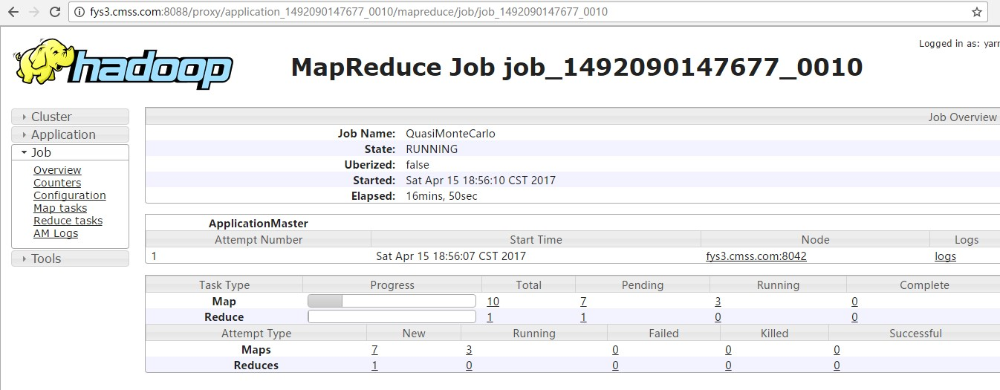 fys3.cmss.com:8088/proxy/application_1492090147677_0010/mapreduce/job/job_1492090147677_0010
Logged in as: yarn
hadoop
MapReduce Job job_1492090147677_0010
Cluster
Application
Job
Overview
Counters
Configuration
Map tasks
Reduce tasks
AM Logs
Tools
Job Overview
Job Name: QuasiMonteCarlo
State: RUNNING
Uberized: false
Started: Sat Apr 15 18:56:10 CST 2017
Elapsed: 16mins, 50sec
ApplicationMaster
Attempt Number Start Time Node Logs
1 Sat Apr 15 18:56:07 CST 2017 fys3.cmss.com:8042 logs
Task Type Progress Total Pending Running Complete
Map 10 7 3 0
Reduce 1 1 0 0
Attempt Type New Running Failed Killed Successful
Maps 7 3 0 0 0
Reduces 1 0 0 0 0